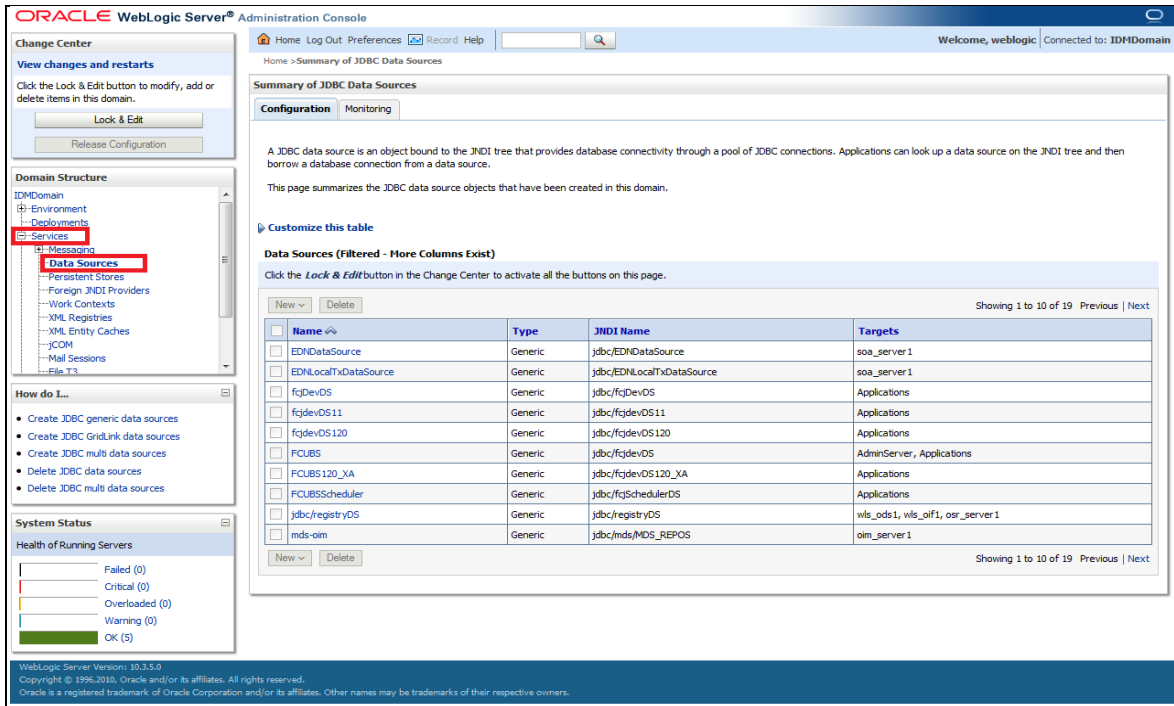 ORACLE WebLogic Server® Administration Console
Change Center
View changes and restarts
Click the Lock & Edit button to modify, add or
delete items in this domain.
Lock & Edit
Release Configuration
Domain Structure
IDMDomain
Environment
Deployments
Services
Messaging
Data Sources
Persistent Stores
Foreign JNDI Providers
Work Contexts
XML Registries
XML Entity Caches
jCOM
Mail Sessions
File T3
How do I...
Create JDBC generic data sources
Create JDBC GridLink data sources
Create JDBC multi data sources
Delete JDBC data sources
Delete JDBC multi data sources
System Status
Health of Running Servers
Failed (0)
Critical (0)
Overloaded (0)
Warning (0)
OK (5)
Home Log Out Preferences Record Help
Welcome, weblogic Connected to: IDMDomain
Home >Summary of JDBC Data Sources
Summary of JDBC Data Sources
Configuration Monitoring
A JDBC data source is an object bound to the JNDI tree that provides database connectivity through a pool of JDBC connections. Applications can look up a data source on the JNDI tree and then
borrow a database connection from a data source.
This page summarizes the JDBC data source objects that have been created in this domain.
Customize this table
Data Sources (Filtered - More Columns Exist)
Click the Lock & Edit button in the Change Center to activate all the buttons on this page.
New Delete Showing 1 to 10 of 19 Previous | Next
Name Type JNDI Name Targets
EDNDataSource Generic jdbc/EDNDataSource soa_server1
EDNLocalTxDataSource Generic jdbc/EDNLocalTxDataSource soa_server1
fcjDevDS Generic jdbc/fcjDevDS Applications
fcjdevDS11 Generic jdbc/fcjdevDS11 Applications
fcjdevDS120 Generic jdbc/fcjdevDS120 Applications
FCUBS Generic jdbc/fcjdevDS AdminServer, Applications
FCUBS120_XA Generic jdbc/fcjdevDS120_XA Applications
FCUBSScheduler Generic jdbc/fcjSchedulerDS Applications
jdbc/registryDS Generic jdbc/registryDS wls_ods1, wls_oif1, osr_server1
mds-oim Generic jdbc/mds/MDS_REPOS oim_server1
New Delete Showing 1 to 10 of 19 Previous | Next
WebLogic Server Version: 10.3.5.0
Copyright © 1996,2010, Oracle and/or its affiliates. All rights reserved.
Oracle is a registered trademark of Oracle Corporation and/or its affiliates. Other names may be trademarks of their respective owners.